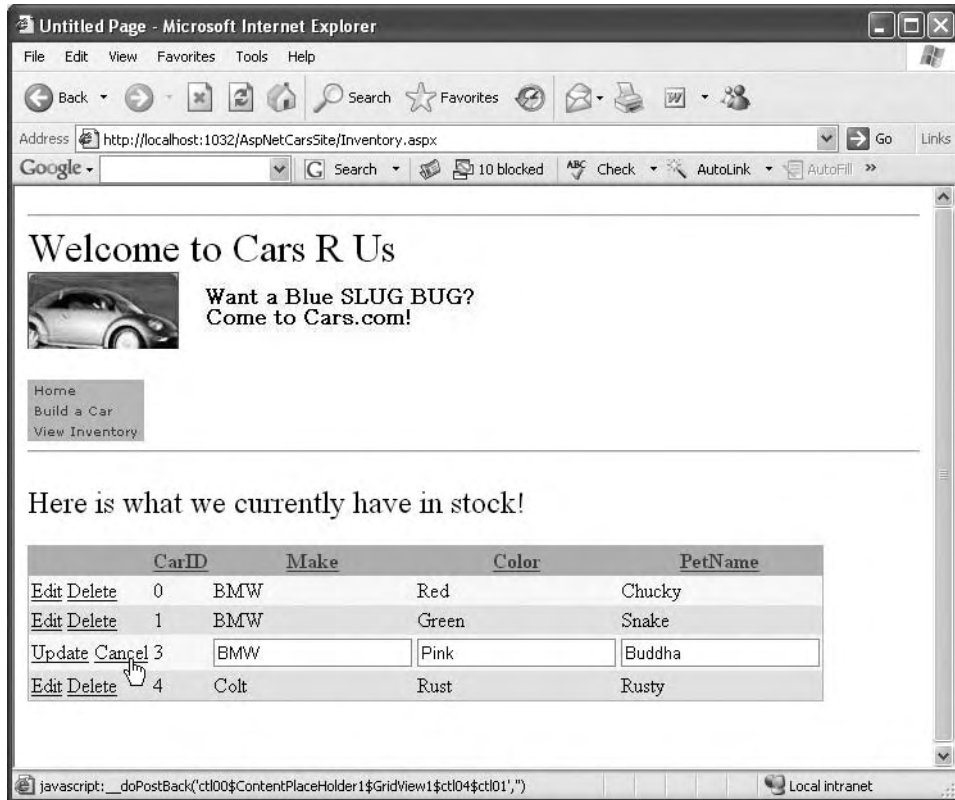 Untitled Page - Microsoft Internet Explorer
File Edit View Favorites Tools Help
Back Search Favorites W
Address http://localhost:1032/AspNetCarsSite/Inventory.aspx Go Links
Google G Search 10 blocked ABC Check AutoLink AutoFill »
Welcome to Cars R Us
Want a Blue SLUG BUG?
Come to Cars.com!
Home
Build a Car
View Inventory
Here is what we currently have in stock!
CarID Make Color PetName
Edit Delete 0 BMW Red Chucky
Edit Delete 1 BMW Green Snake
Update Cancel 3 BMW Pink Buddha
Edit Delete 4 Colt Rust Rusty
javascript:__doPostBack('ctl00$ContentPlaceHolder1$GridView1$ctl04$ctl01','') Local intranet